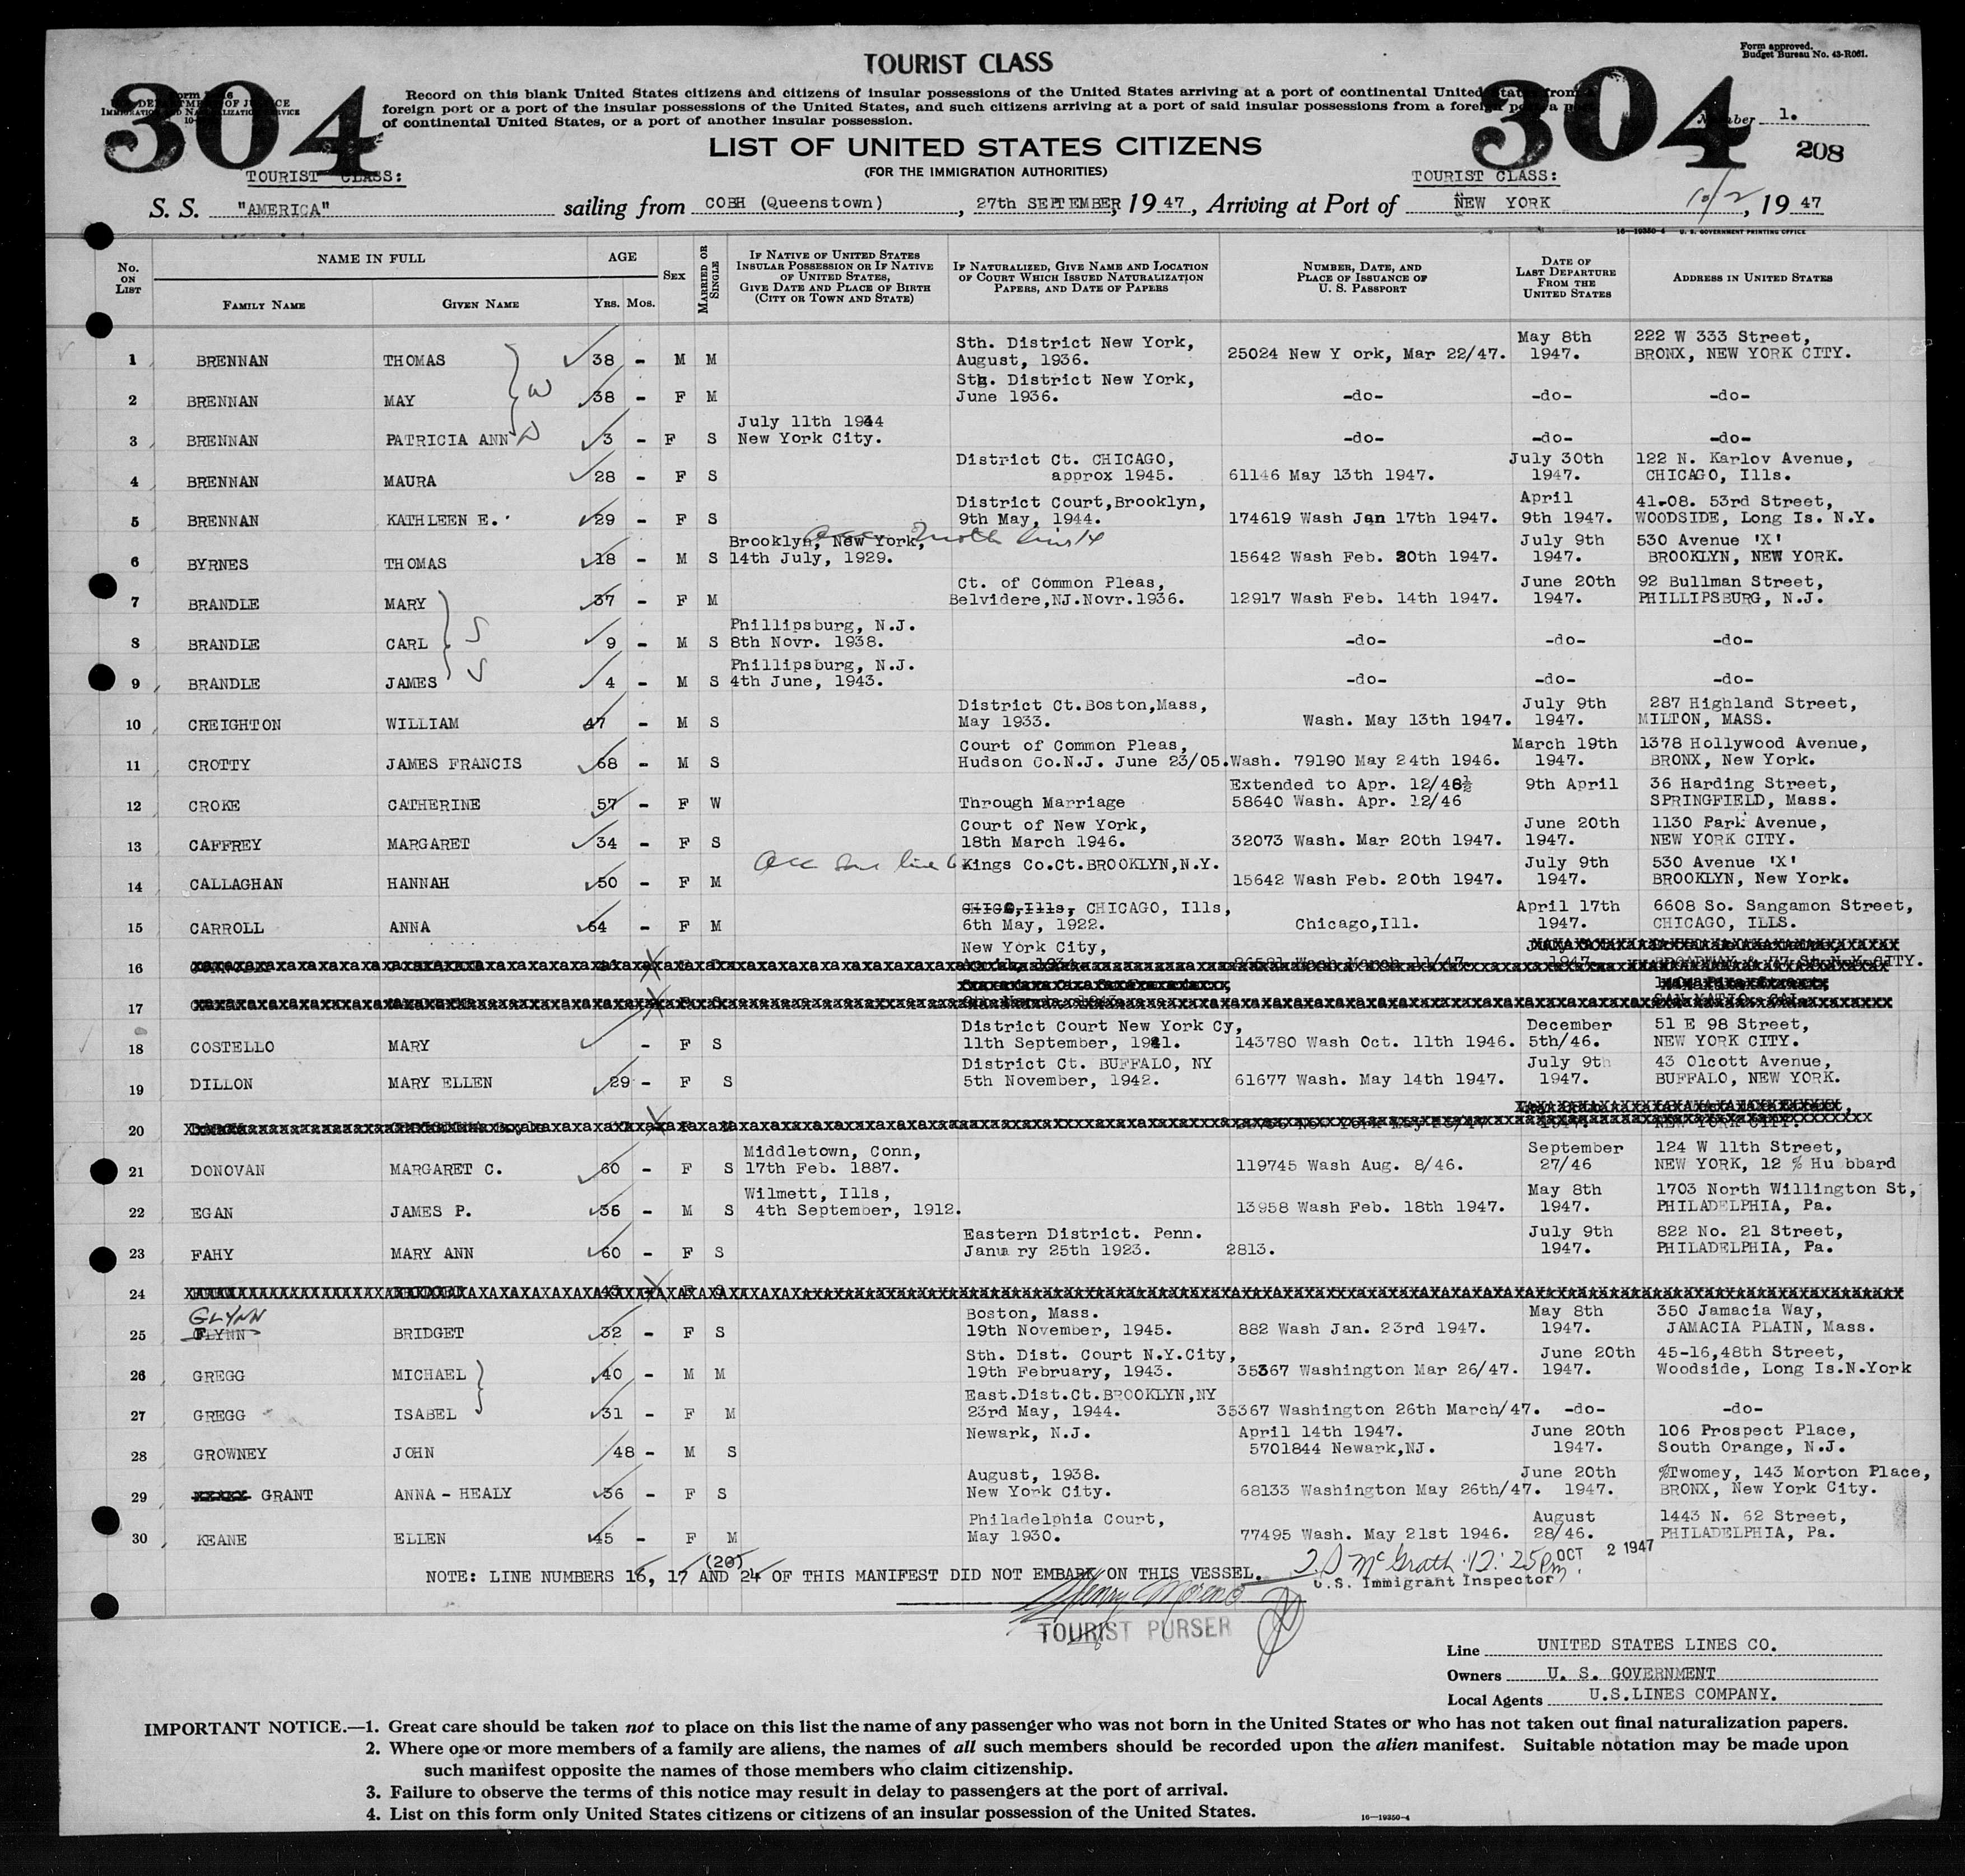 TOURIST CLASS
Form approved.
Budget Bureau No. 43-R061.
304
304
Record on this blank United States citizens and citizens of insular possessions of the United States arriving at a port of continental United States from a
foreign port or a port of the insular possessions of the United States, and such citizens arriving at a port of said insular possessions from a foreign port, a port
of continental United States, or a port of another insular possession.
Number 1.
LIST OF UNITED STATES CITIZENS
208
(FOR THE IMMIGRATION AUTHORITIES)
TOURIST CLASS: TOURIST CLASS:
S. S. "AMERICA" sailing from COBH (Queenstown), 27th SEPTEMBER, 1947, Arriving at Port of NEW YORK 10/2, 1947
16—19350-4 U. S. GOVERNMENT PRINTING OFFICE
No. on List
NAME IN FULL
Family Name
Given Name
AGE
Yrs. Mos.
Sex
Married or Single
If Native of United States Insular Possession or If Native of United States, Give Date and Place of Birth (City or Town and State)
If Naturalized, Give Name and Location of Court Which Issued Naturalization Papers, and Date of Papers
Number, Date, and Place of Issuance of U. S. Passport
Date of Last Departure From the United States
Address in United States
1 BRENNAN THOMAS 38 - M M Sth. District New York, August, 1936. 25024 New Y ork, Mar 22/47. May 8th 1947. 222 W 333 Street, BRONX, NEW YORK CITY.
2 BRENNAN MAY W 38 - F M Sth. District New York, June 1936. -do- -do- -do-
3 BRENNAN PATRICIA ANN D 3 - F S July 11th 1944 New York City. -do- -do- -do-
4 BRENNAN MAURA 28 - F S District Ct. CHICAGO, approx 1945. 61146 May 13th 1947. July 30th 1947. 122 N. Karlov Avenue, CHICAGO, Ills.
5 BRENNAN KATHLEEN E. 29 - F S District Court,Brooklyn, 9th May, 1944. 174619 Wash Jan 17th 1947. April 9th 1947. 41-08. 53rd Street, WOODSIDE, Long Is. N.Y.
acc mother line 14
6 BYRNES THOMAS 18 - M S Brooklyn, New York, 14th July, 1929. 15642 Wash Feb. 20th 1947. July 9th 1947. 530 Avenue 'X' BROOKLYN, NEW YORK.
7 BRANDLE MARY 37 - F M Ct. of Common Pleas, Belvidere,NJ.Novr.1936. 12917 Wash Feb. 14th 1947. June 20th 1947. 92 Bullman Street, PHILLIPSBURG, N.J.
8 BRANDLE CARL S 9 - M S Phillipsburg, N.J. 8th Novr. 1938. -do- -do- -do-
9 BRANDLE JAMES S 4 - M S Phillipsburg, N.J. 4th June, 1943. -do- -do- -do-
10 CREIGHTON WILLIAM 47 - M S District Ct.Boston,Mass, May 1933. Wash. May 13th 1947. July 9th 1947. 287 Highland Street, MILTON, MASS.
11 CROTTY JAMES FRANCIS 68 - M S Court of Common Pleas, Hudson Co.N.J. June 23/05. Wash. 79190 May 24th 1946. March 19th 1947. 1378 Hollywood Avenue, BRONX, New York.
12 CROKE CATHERINE 57 - F W Through Marriage Extended to Apr. 12/48½ 58640 Wash. Apr. 12/46 9th April 36 Harding Street, SPRINGFIELD, Mass.
13 CAFFREY MARGARET 34 - F S Court of New York, 18th March 1946. 32073 Wash. Mar 20th 1947. June 20th 1947. 1130 Park Avenue, NEW YORK CITY.
acc son line 6
14 CALLAGHAN HANNAH 50 - F M Kings Co.Ct.BROOKLYN,N.Y. 15642 Wash Feb. 20th 1947. July 9th 1947. 530 Avenue 'X' BROOKLYN, New York.
15 CARROLL ANNA 64 - F M CHICAGO, Ills, 6th May, 1922. Chicago,Ill. April 17th 1947. 6608 So. Sangamon Street, CHICAGO, ILLS.
16 New York City,
17
18 COSTELLO MARY - F S District Court New York Cy, 11th September, 1941. 143780 Wash Oct. 11th 1946. December 5th/46. 51 E 98 Street, NEW YORK CITY.
19 DILLON MARY ELLEN 29 - F S District Ct. BUFFALO, NY 5th November, 1942. 61677 Wash. May 14th 1947. July 9th 1947. 43 Olcott Avenue, BUFFALO, NEW YORK.
20
21 DONOVAN MARGARET C. 60 - F S Middletown, Conn, 17th Feb. 1887. 119745 Wash Aug. 8/46. September 27/46 124 W 11th Street, NEW YORK, 12 % Hu bbard
22 EGAN JAMES P. 36 - M S Wilmett, Ills, 4th September, 1912. 13958 Wash Feb. 18th 1947. May 8th 1947. 1703 North Willington St, PHILADELPHIA, Pa.
23 FAHY MARY ANN 60 - F S Eastern District. Penn. Janu ry 25th 1923. 2813. July 9th 1947. 822 No. 21 Street, PHILADELPHIA, Pa.
24
25 GLYNN FLYNN BRIDGET 32 - F S Boston, Mass. 19th November, 1945. 882 Wash Jan. 23rd 1947. May 8th 1947. 350 Jamacia Way, JAMACIA PLAIN, Mass.
26 GREGG MICHAEL 40 - M M Sth. Dist. Court N.Y.City, 19th February, 1943. 35367 Washington Mar 26/47. June 20th 1947. 45-16,48th Street, Woodside, Long Is.N.York
27 GREGG ISABEL 31 - F M East.Dist.Ct.BROOKLYN,NY 23rd May, 1944. 35367 Washington 26th March/47. -do- -do-
28 GROWNEY JOHN 48 - M S Newark, N.J. April 14th 1947. 5701844 Newark,NJ. June 20th 1947. 106 Prospect Place, South Orange, N.J.
29 GRANT ANNA - HEALY 36 - F S August, 1938. New York City. 68133 Washington May 26th/47. June 20th 1947. %Twomey, 143 Morton Place, BRONX, New York City.
30 KEANE ELLEN 45 - F M Philadelphia Court, May 1930. 77495 Wash. May 21st 1946. August 28/46. 1443 N. 62 Street, PHILADELPHIA, Pa.
(20)
NOTE: LINE NUMBERS 16, 17 AND 24 OF THIS MANIFEST DID NOT EMBARK ON THIS VESSEL.
McGrath 12:25 Pm OCT 2 1947
U.S. Immigrant Inspector
Henry Moreno
TOURIST PURSER
Line UNITED STATES LINES CO.
Owners U. S. GOVERNMENT
Local Agents U.S.LINES COMPANY.
IMPORTANT NOTICE.—1. Great care should be taken not to place on this list the name of any passenger who was not born in the United States or who has not taken out final naturalization papers.
2. Where one or more members of a family are aliens, the names of all such members should be recorded upon the alien manifest. Suitable notation may be made upon
such manifest opposite the names of those members who claim citizenship.
3. Failure to observe the terms of this notice may result in delay to passengers at the port of arrival.
4. List on this form only United States citizens or citizens of an insular possession of the United States.
16—19350-4